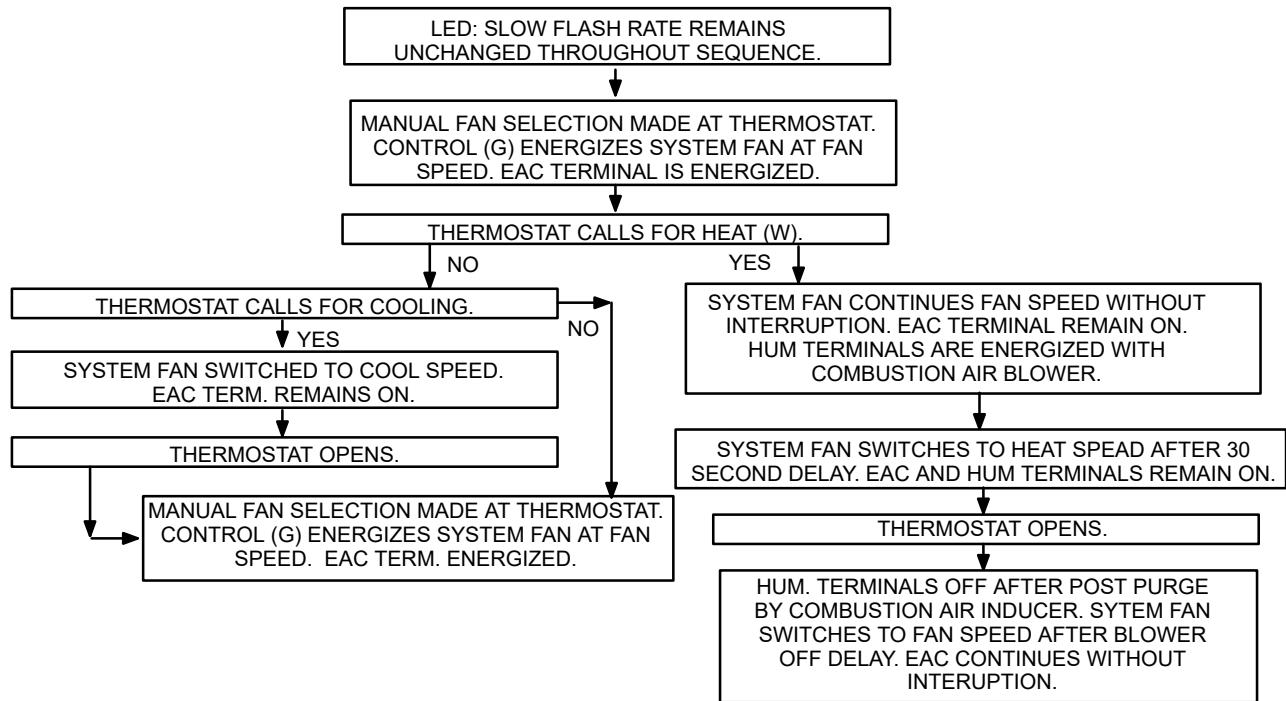 LED: SLOW FLASH RATE REMAINS
UNCHANGED THROUGHOUT SEQUENCE.
MANUAL FAN SELECTION MADE AT THERMOSTAT.
CONTROL (G) ENERGIZES SYSTEM FAN AT FAN
SPEED. EAC TERMINAL IS ENERGIZED.
THERMOSTAT CALLS FOR HEAT (W).
NO
YES
THERMOSTAT CALLS FOR COOLING.
NO
YES
SYSTEM FAN SWITCHED TO COOL SPEED.
EAC TERM. REMAINS ON.
THERMOSTAT OPENS.
MANUAL FAN SELECTION MADE AT THERMOSTAT.
CONTROL (G) ENERGIZES SYSTEM FAN AT FAN
SPEED. EAC TERM. ENERGIZED.
SYSTEM FAN CONTINUES FAN SPEED WITHOUT
INTERRUPTION. EAC TERMINAL REMAIN ON.
HUM TERMINALS ARE ENERGIZED WITH
COMBUSTION AIR BLOWER.
SYSTEM FAN SWITCHES TO HEAT SPEAD AFTER 30
SECOND DELAY. EAC AND HUM TERMINALS REMAIN ON.
THERMOSTAT OPENS.
HUM. TERMINALS OFF AFTER POST PURGE
BY COMBUSTION AIR INDUCER. SYTEM FAN
SWITCHES TO FAN SPEED AFTER BLOWER
OFF DELAY. EAC CONTINUES WITHOUT
INTERUPTION.